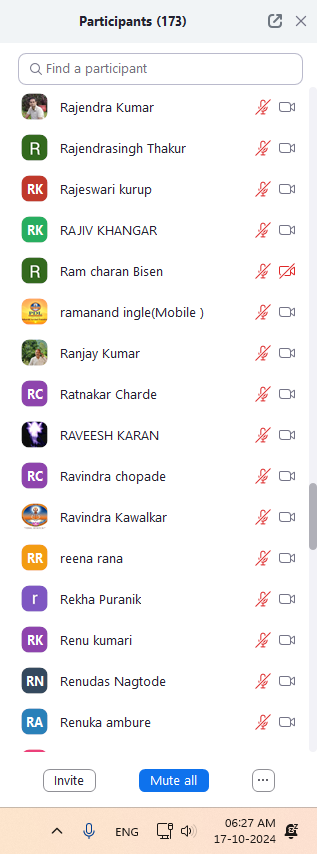 Participants (173)
Find a participant
Rajendra Kumar
R Rajendrasingh Thakur
RK Rajeswari kurup
RK RAJIV KHANGAR
R Ram charan Bisen
ramanand ingle(Mobile )
Ranjay Kumar
RC Ratnakar Charde
RAVEESH KARAN
RC Ravindra chopade
Ravindra Kawalkar
RR reena rana
r Rekha Puranik
RK Renu kumari
RN Renudas Nagtode
RA Renuka ambure
Invite Mute all ...
ENG 06:27 AM
17-10-2024